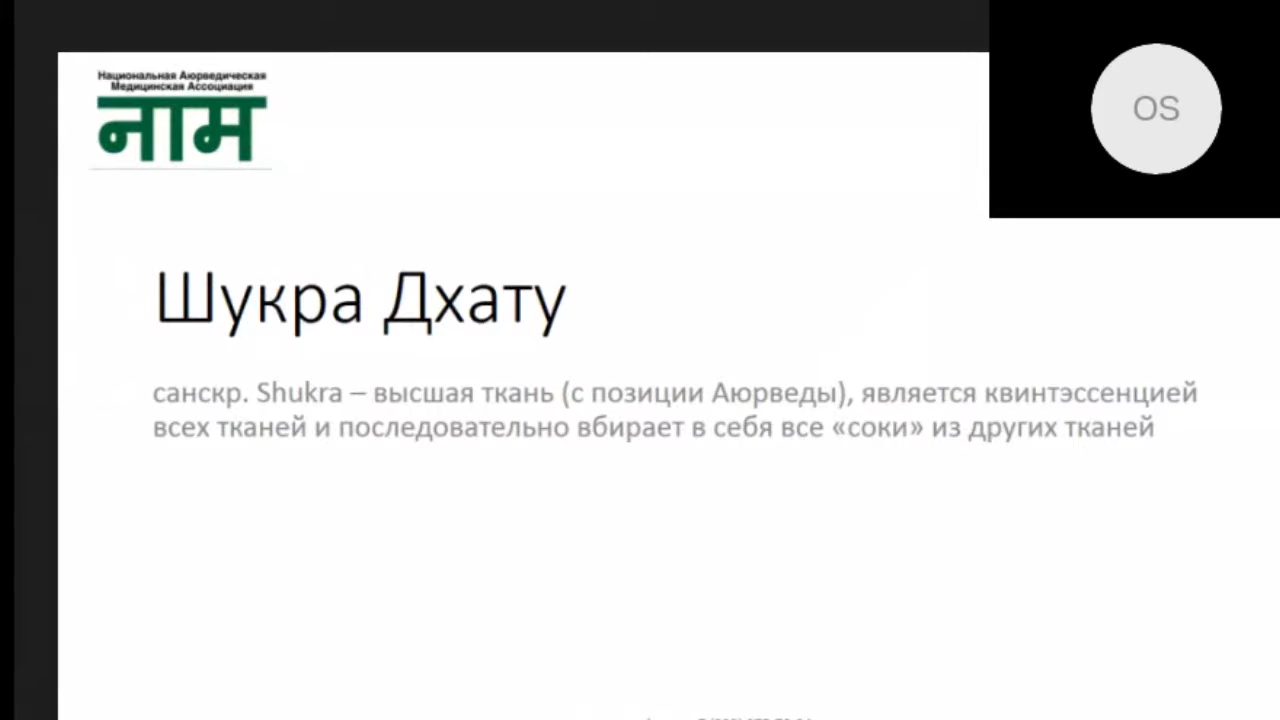 Национальная Аюрведическая
Медицинская Ассоциация
नाम
OS
Шукра Дхату
санскр. Shukra – высшая ткань (с позиции Аюрведы), является квинтэссенцией
всех тканей и последовательно вбирает в себя все «соки» из других тканей